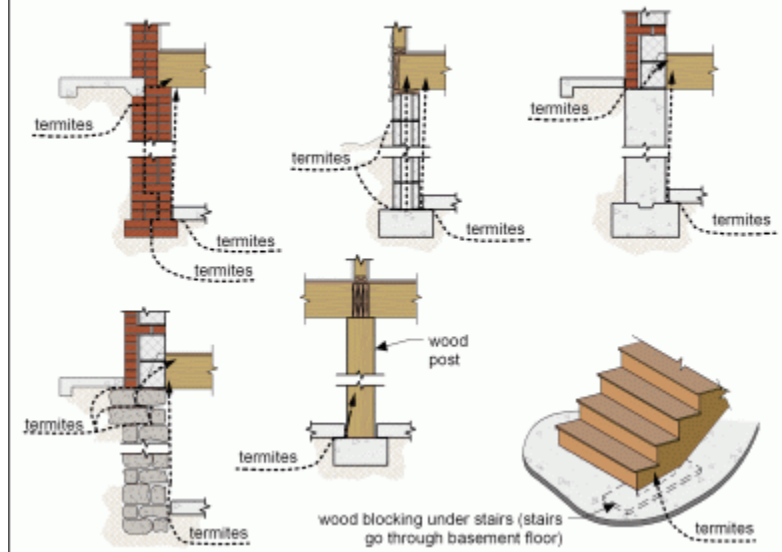 termites
termites
termites
termites
termites
termites
termites
termites
termites
wood
post
termites
termites
wood blocking under stairs (stairs
go through basement floor)
termites